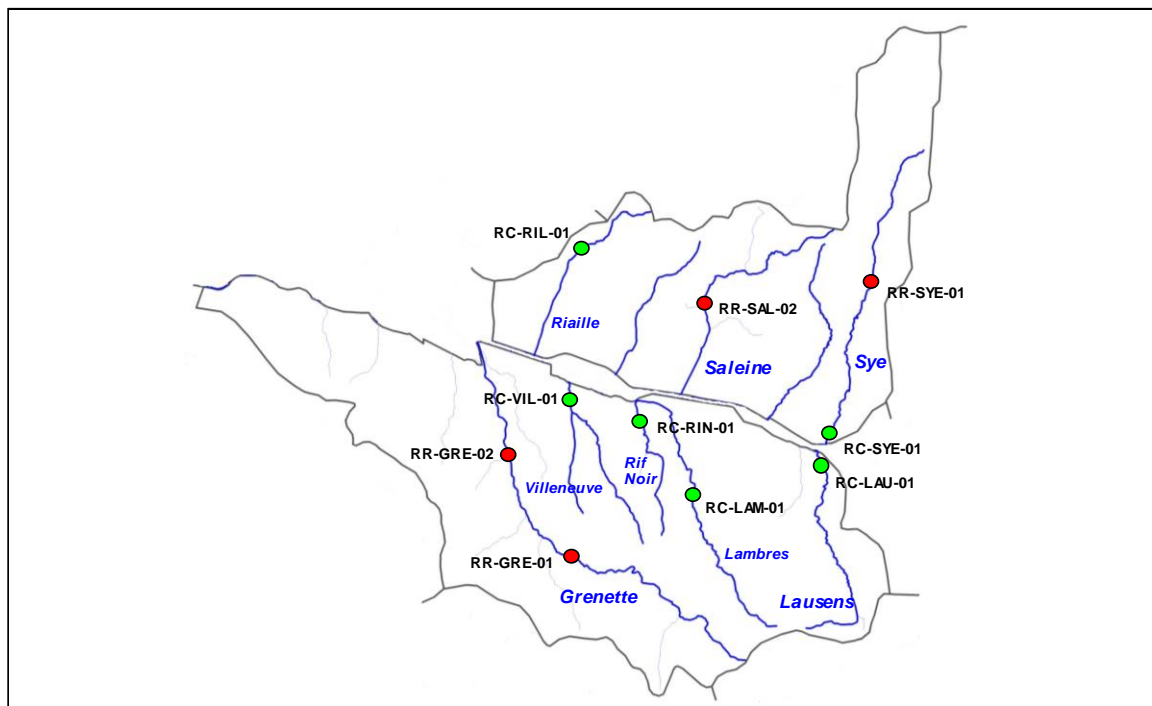 RC-RIL-01
RR-SYE-01
RR-SAL-02
Riaille
Saleine
Sye
RC-VIL-01
RC-RIN-01
RC-SYE-01
RR-GRE-02
Rif
Noir
RC-LAU-01
Villeneuve
RC-LAM-01
RR-GRE-01
Lambres
Grenette
Lausens